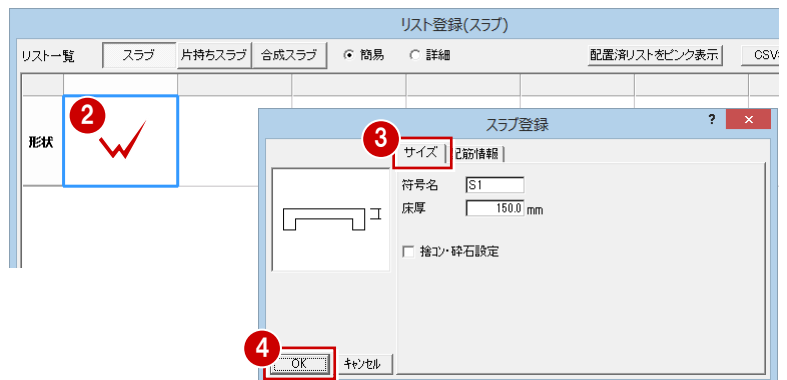 リスト登録(スラブ)
リスト一覧 スラブ 片持ちスラブ 合成スラブ 簡易 詳細 配置済リストをピンク表示 CSV
形状
2
スラブ登録 ? ×
3
サイズ 配筋情報
符号名 S1
床厚 150.0 mm
捨コン・砕石設定
4
OK キャンセル